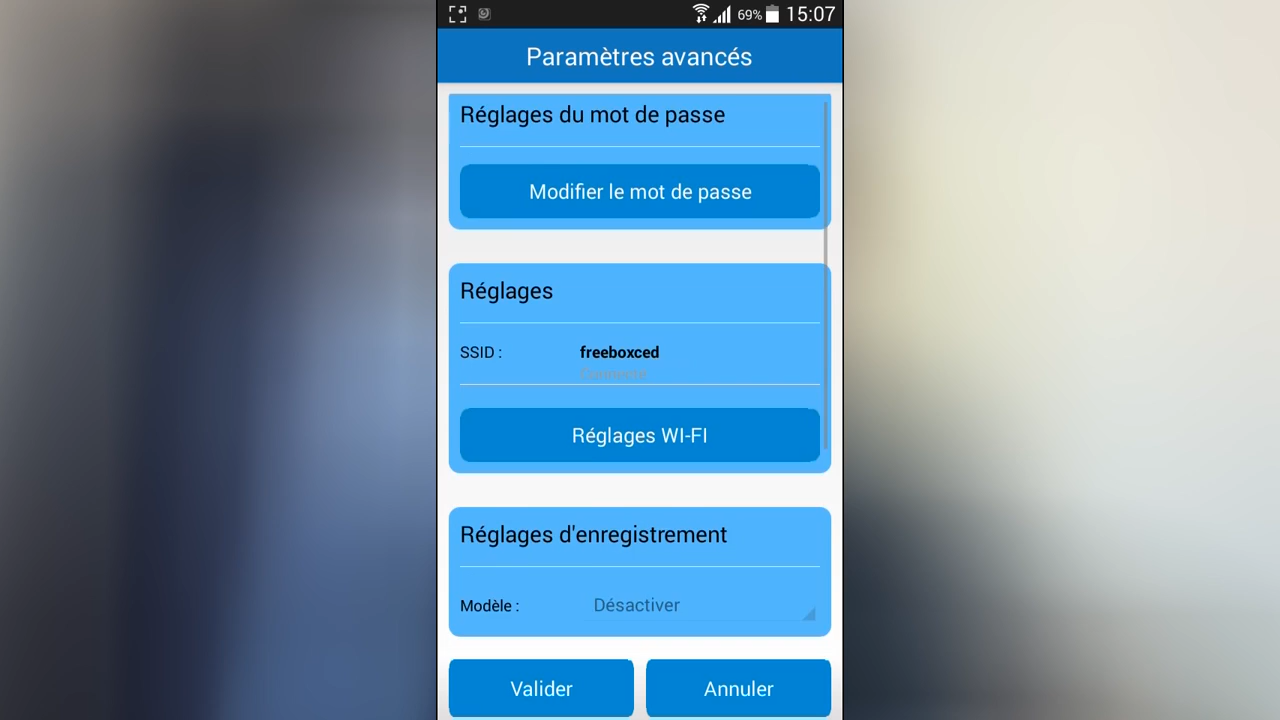 69% 15:07
Paramètres avancés
Réglages du mot de passe
Modifier le mot de passe
Réglages
SSID : freeboxced
Connecté
Réglages WI-FI
Réglages d'enregistrement
Modèle : Désactiver
Valider Annuler